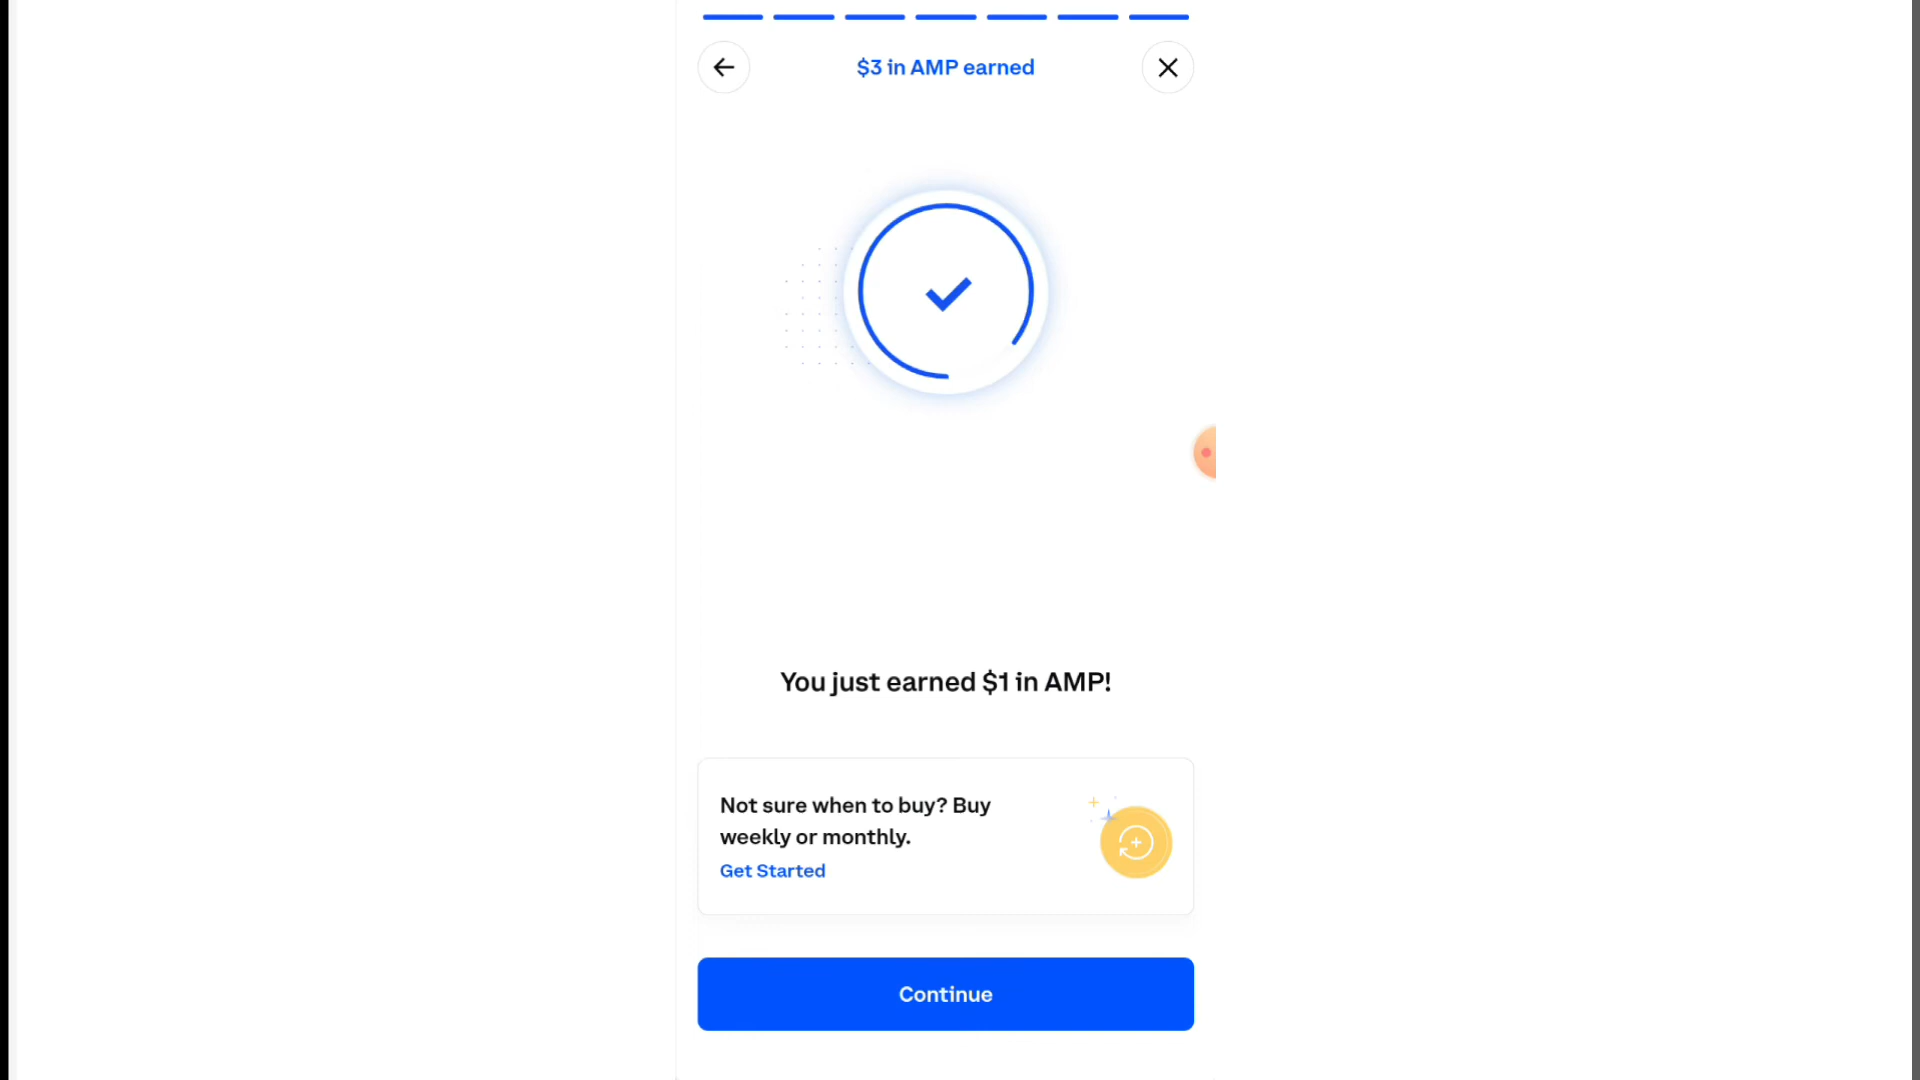 $3 in AMP earned
You just earned $1 in AMP!
Not sure when to buy? Buy
weekly or monthly.
Get Started
Continue